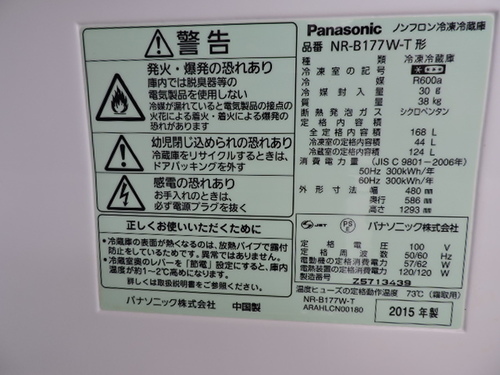 警告
発火・爆発の恐れあり
庫内では脱臭器等の
電気製品を使用しない
冷媒が漏れていると電気製品の接点の
火花による着火・着火による爆発の
恐れがあります
幼児閉じ込められの恐れあり
冷蔵庫をリサイクルするときは、
ドアパッキングを外す
感電の恐れあり
お手入れのときは、
必ず電源プラグを抜く
正しくお使いいただくために
・冷蔵庫の表面が熱くなるのは、放熱パイプで露付
防止をしているためです。異常ではありません。
・冷蔵室奥のレバーを「節電」設定にすると、庫内
温度が約1〜2℃高めになります。
詳しくは取扱説明書をご覧ください。
パナソニック株式会社 中国製
Panasonic ノンフロン冷凍冷蔵庫
品番 NR-B177W-T 形
種類 冷凍冷蔵庫
冷凍室の記号
冷媒 R600a
冷媒封入量 30 g
質量 38 kg
断熱発泡ガス シクロペンタン
定格内容積
全定格内容積 168 L
冷凍室の定格内容積 44 L
冷蔵室の定格内容積 124 L
消費電力量 (JIS C 9801-2006年)
50Hz 300kWh/年
60Hz 300kWh/年
外形寸法 幅 480 mm
奥行 586 mm
高さ 1293 mm
JET PS E パナソニック株式会社
定格電圧 100 V
定格周波数 50/60 Hz
電動機の定格消費電力 57/62 W
電熱装置の定格消費電力 120/120 W
製造番号 Z5713439
温度ヒューズの定格動作温度 73℃ (霜取用)
NR-B177W-T
ARAHLCN00180 2015年製